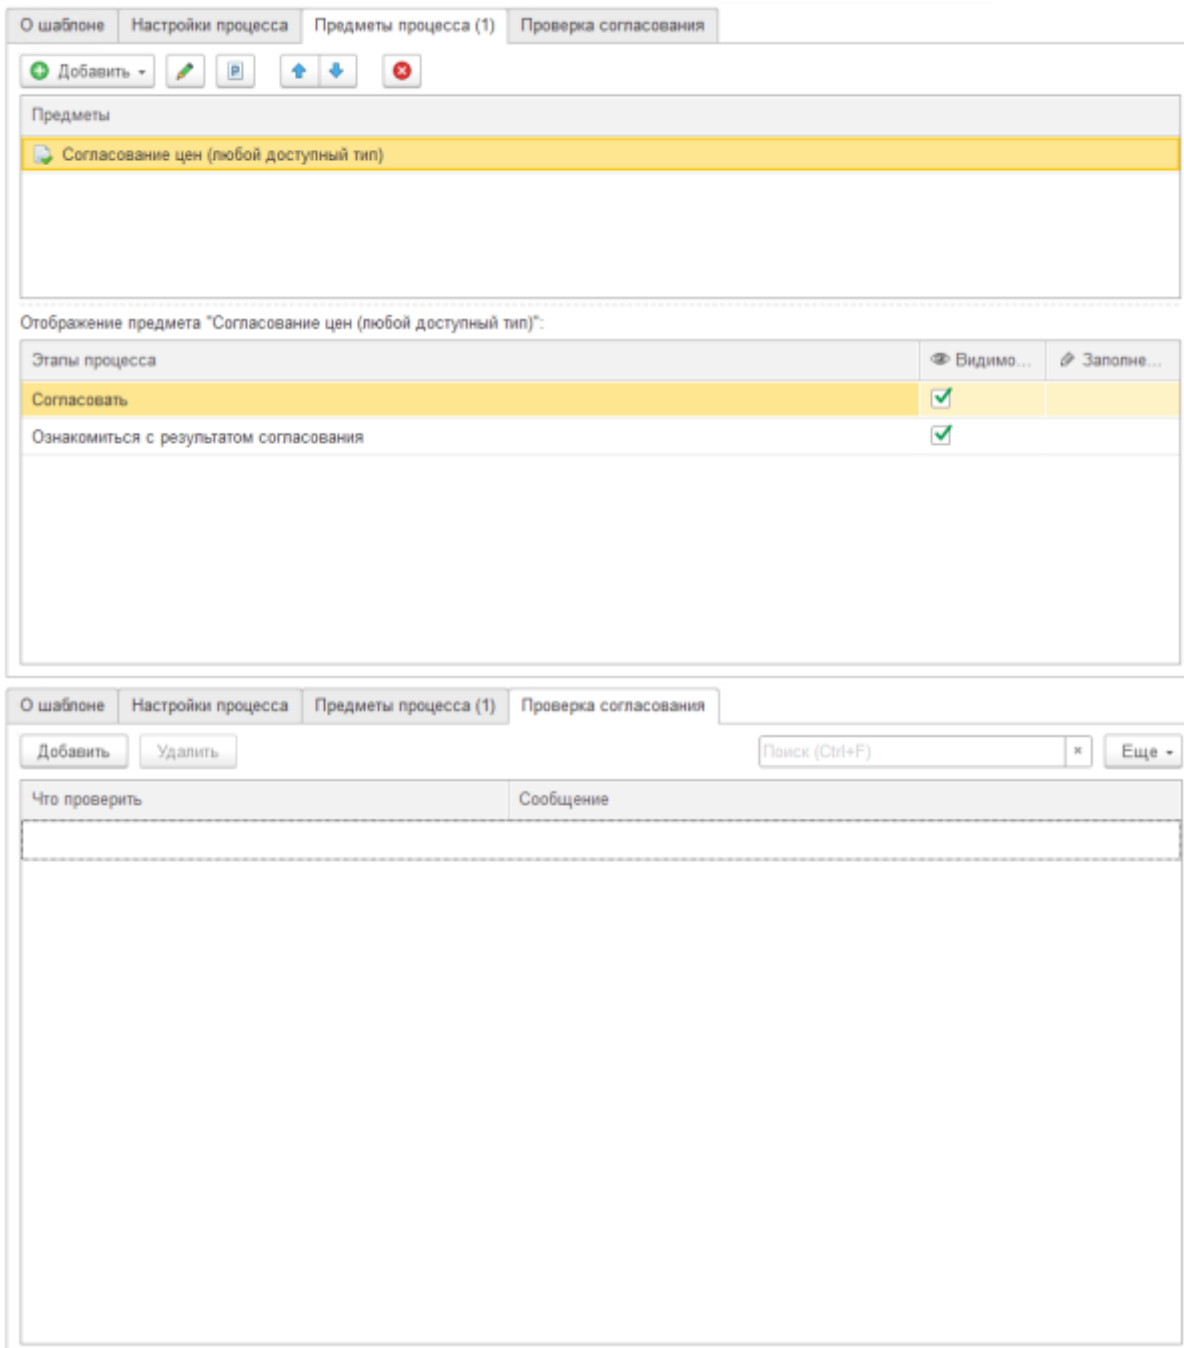 О шаблоне Настройки процесса Предметы процесса (1) Проверка согласования
Добавить
Предметы
Согласование цен (любой доступный тип)
Отображение предмета "Согласование цен (любой доступный тип)":
Этапы процесса Видимо... Заполне...
Согласовать
Ознакомиться с результатом согласования
О шаблоне Настройки процесса Предметы процесса (1) Проверка согласования
Добавить Удалить Поиск (Ctrl+F) × Еще
Что проверить Сообщение